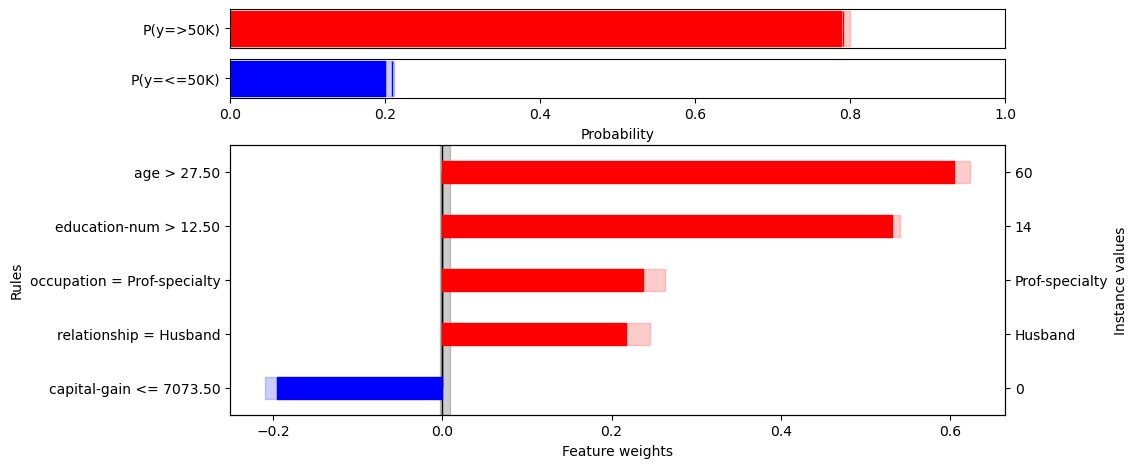 P(y=>50K)
P(y=<=50K)
0.0 0.2 0.4 0.6 0.8 1.0
Probability
Rules
age > 27.50 60
education-num > 12.50 14
occupation = Prof-specialty Prof-specialty
relationship = Husband Husband
capital-gain <= 7073.50 0
Instance values
−0.2 0.0 0.2 0.4 0.6
Feature weights